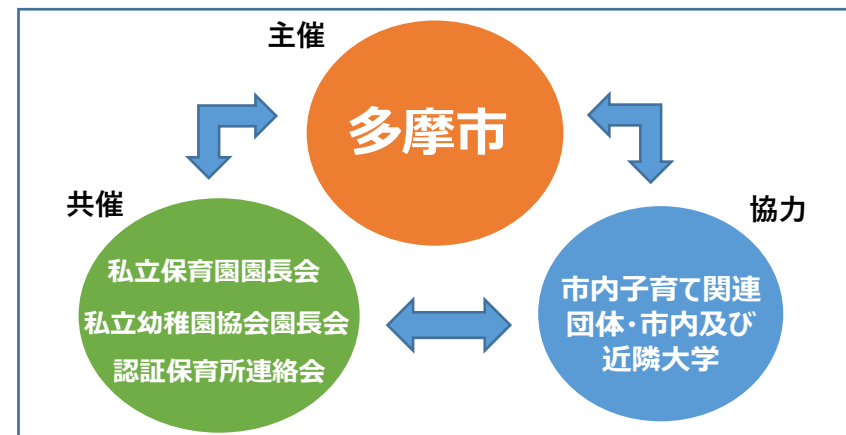 主催
多摩市
共催
私立保育園園長会
私立幼稚園協会園長会
認証保育所連絡会
協力
市内子育て関連
団体・市内及び
近隣大学